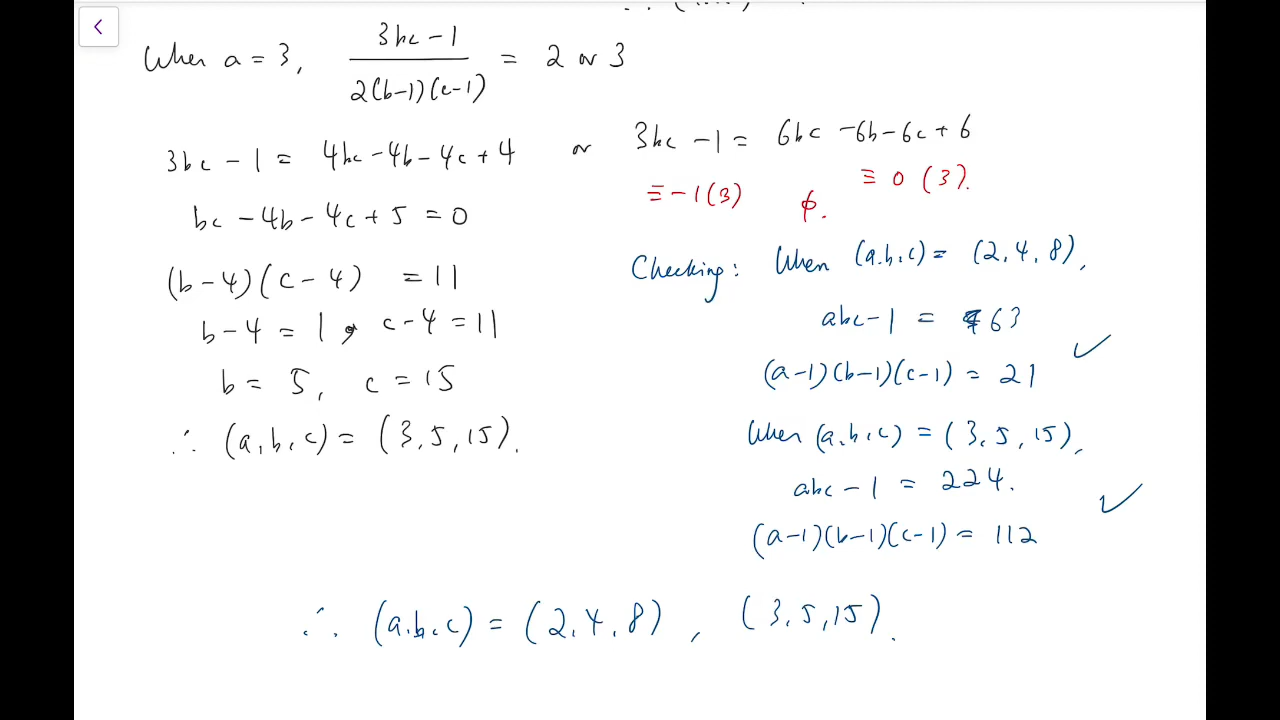 When a = 3, (3bc - 1)/(2(b-1)(c-1)) = 2 or 3
3bc - 1 = 4bc - 4b - 4c + 4 or 3bc - 1 = 6bc - 6b - 6c + 6
≡ -1 (3) ϕ. ≡ 0 (3).
bc - 4b - 4c + 5 = 0
(b - 4)(c - 4) = 11
b - 4 = 1, c - 4 = 11
b = 5, c = 15
∴ (a, b, c) = (3, 5, 15).
Checking: When (a.b.c) = (2, 4, 8),
abc - 1 = 63
(a-1)(b-1)(c-1) = 21 ✓
When (a, b, c) = (3, 5, 15),
abc - 1 = 224.
(a-1)(b-1)(c-1) = 112 ✓
∴ (a.b.c) = (2, 4, 8), (3, 5, 15).